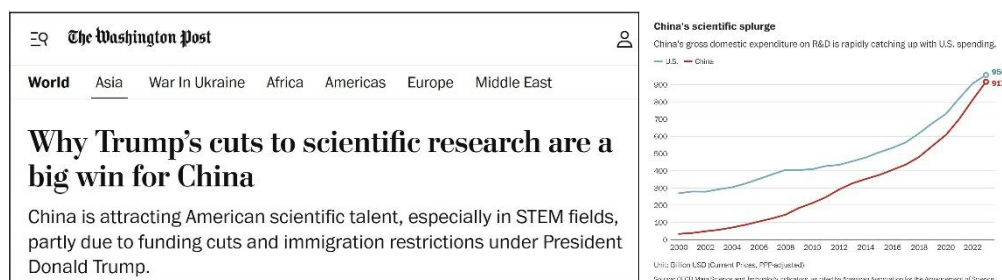 The Washington Post
World Asia War In Ukraine Africa Americas Europe Middle East
Why Trump's cuts to scientific research are a
big win for China
China is attracting American scientific talent, especially in STEM fields,
partly due to funding cuts and immigration restrictions under President
Donald Trump.
China's scientific splurge
China's gross domestic expenditure on R&D is rapidly catching up with U.S. spending.
U.S. China
900
800
700
600
500
400
300
200
100
0
2000 2002 2004 2006 2008 2010 2012 2014 2016 2018 2020 2022
Unit: Billion USD (Current Prices, PPP-adjusted)